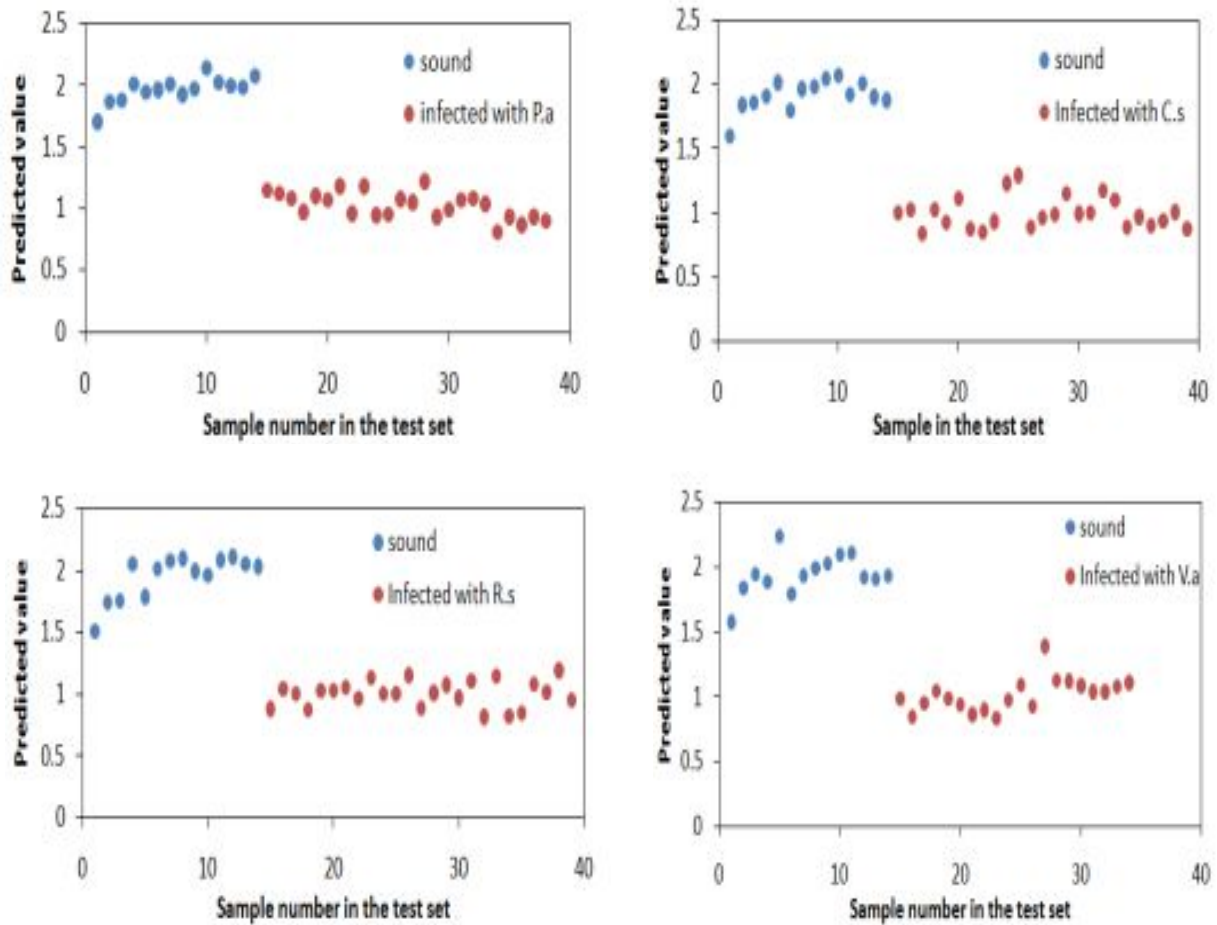 2.5
2
1.5
1
0.5
0
Predicted value
sound
infected with P.a
0 10 20 30 40
Sample number in the test set
2.5
2
1.5
1
0.5
0
Predicted value
sound
Infected with C.s
0 10 20 30 40
Sample in the test set
2.5
2
1.5
1
0.5
0
Predicted value
sound
Infected with R.s
0 10 20 30 40
Sample number in the test set
2.5
2
1.5
1
0.5
0
Predicted value
sound
Infected with V.a
0 10 20 30 40
Sample number in the test set